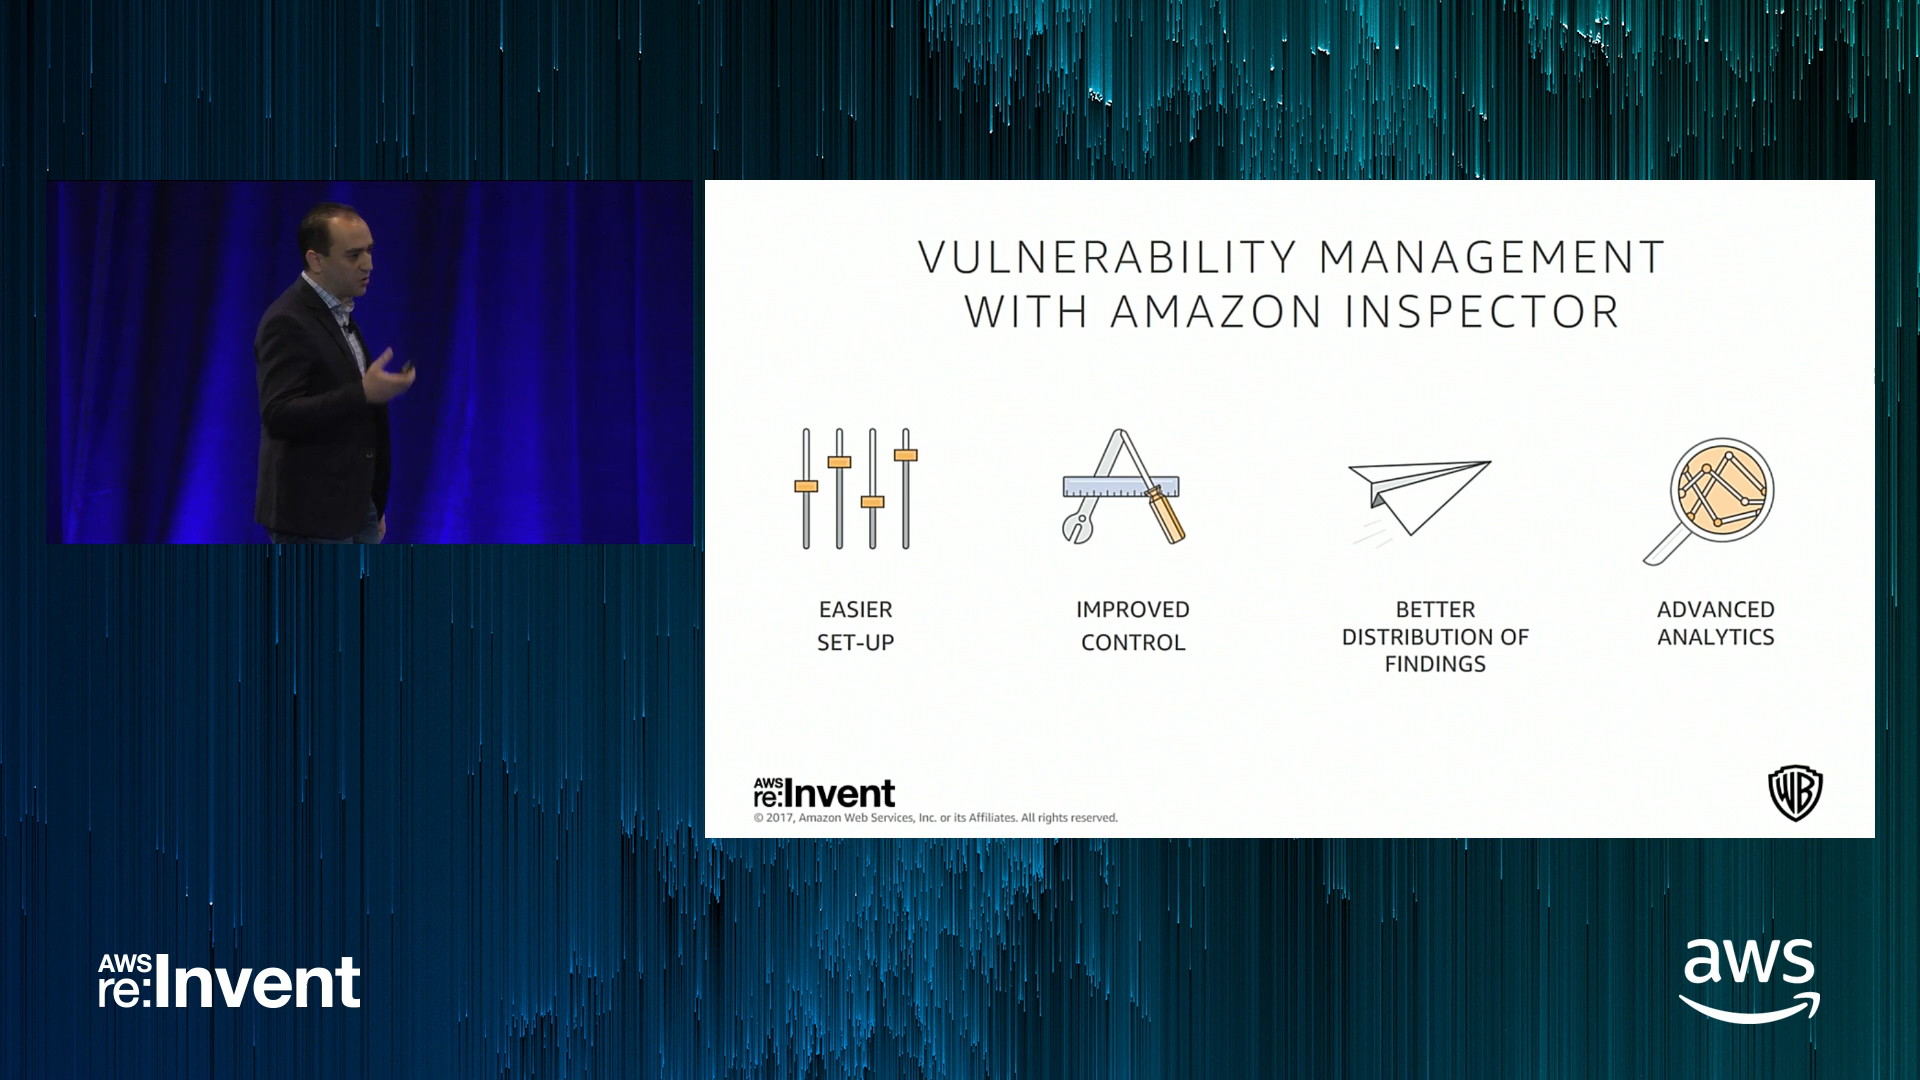 VULNERABILITY MANAGEMENT
WITH AMAZON INSPECTOR
EASIER
SET-UP
IMPROVED
CONTROL
BETTER
DISTRIBUTION OF
FINDINGS
ADVANCED
ANALYTICS
AWS
re:Invent
© 2017, Amazon Web Services, Inc. or its Affiliates. All rights reserved.
WB
AWS
re:Invent
aws